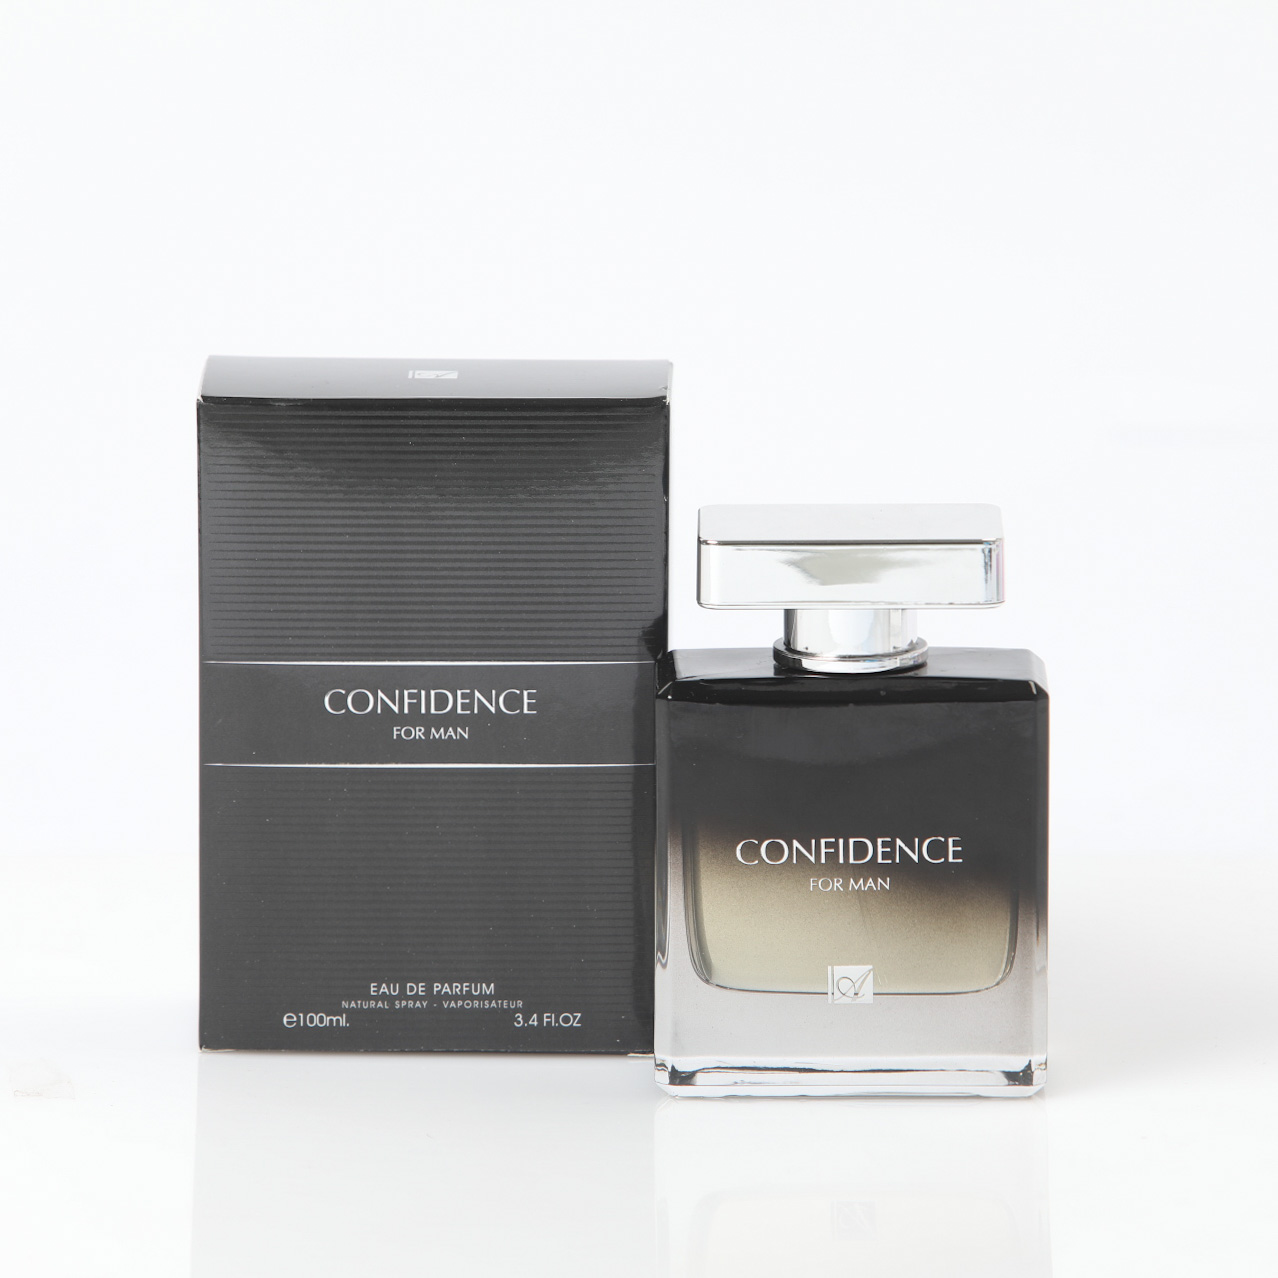 CONFIDENCE
FOR MAN
EAU DE PARFUM
NATURAL SPRAY - VAPORISATEUR
℮100ml.
3.4 Fl.OZ
CONFIDENCE
FOR MAN